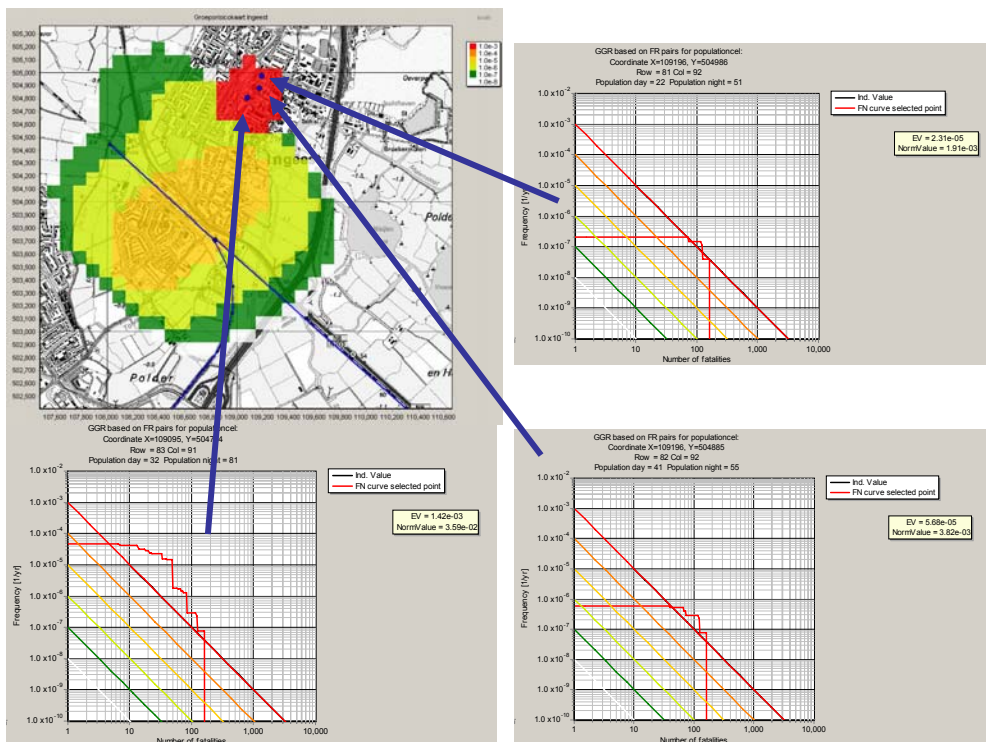 Groepsrisicokaart Ingeest
505,300
505,200
505,100
505,000
504,900
504,800
504,700
504,600
504,500
504,400
504,300
504,200
504,100
504,000
503,900
503,800
503,700
503,600
503,500
503,400
503,300
503,200
503,100
503,000
502,900
502,800
502,700
502,600
502,500
107,600 107,800 108,000 108,200 108,400 108,600 108,800 109,000 109,200 109,400 109,600 109,800 110,000 110,200 110,400 110,600
1.0e-3
1.0e-4
1.0e-5
1.0e-6
1.0e-7
1.0e-8
Ingeest
Polder
Polde
en H
GGR based on FR pairs for populationcel:
Coordinate X=109196, Y=504986
Row = 81 Col = 92
Population day = 22 Population night = 51
Ind. Value
FN curve selected point
EV = 2.31e-05
NormValue = 1.91e-03
Frequency [1/yr]
1.0 x10^-2
1.0 x10^-3
1.0 x10^-4
1.0 x10^-5
1.0 x10^-6
1.0 x10^-7
1.0 x10^-8
1.0 x10^-9
1.0 x10^-10
1 10 100 1,000 10,000
Number of fatalities
GGR based on FR pairs for populationcel:
Coordinate X=109095, Y=504
Row = 83 Col = 91
Population day = 32 Population night = 81
Ind. Value
FN curve selected point
EV = 1.42e-03
NormValue = 3.59e-02
Frequency [1/yr]
1.0 x10^-2
1.0 x10^-3
1.0 x10^-4
1.0 x10^-5
1.0 x10^-6
1.0 x10^-7
1.0 x10^-8
1.0 x10^-9
1.0 x10^-10
1 10 100 1,000 10,000
Number of fatalities
GGR based on FR pairs for populationcel:
Coordinate X=109196, Y=504885
Row = 82 Col = 92
Population day = 41 Population night = 55
Ind. Value
FN curve selected point
EV = 5.68e-05
NormValue = 3.82e-03
Frequency [1/yr]
1.0 x10^-2
1.0 x10^-3
1.0 x10^-4
1.0 x10^-5
1.0 x10^-6
1.0 x10^-7
1.0 x10^-8
1.0 x10^-9
1.0 x10^-10
1 10 100 1,000 10,000
Number of fatalities